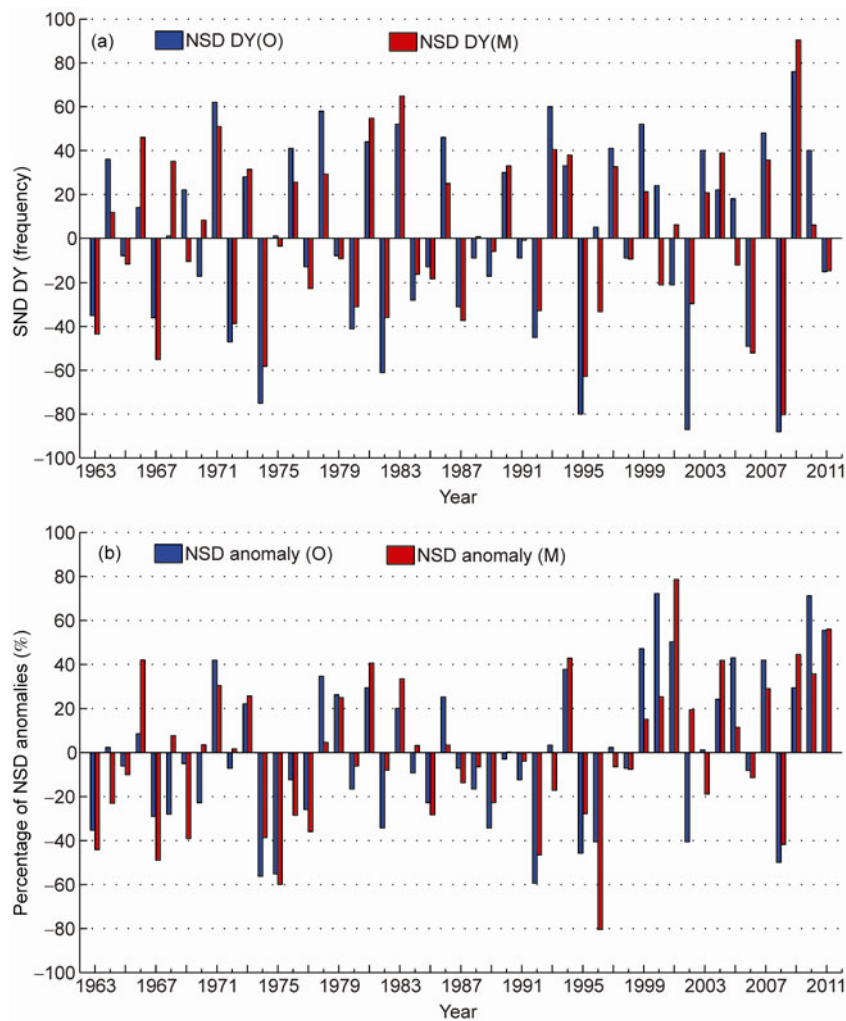 (a) NSD DY(O) NSD DY(M)
100
80
60
40
20
0
−20
−40
−60
−80
−100
SND DY (frequency)
1963 1967 1971 1975 1979 1983 1987 1991 1995 1999 2003 2007 2011
Year
(b) NSD anomaly (O) NSD anomaly (M)
100
80
60
40
20
0
−20
−40
−60
−80
−100
Percentage of NSD anomalies (%)
1963 1967 1971 1975 1979 1983 1987 1991 1995 1999 2003 2007 2011
Year